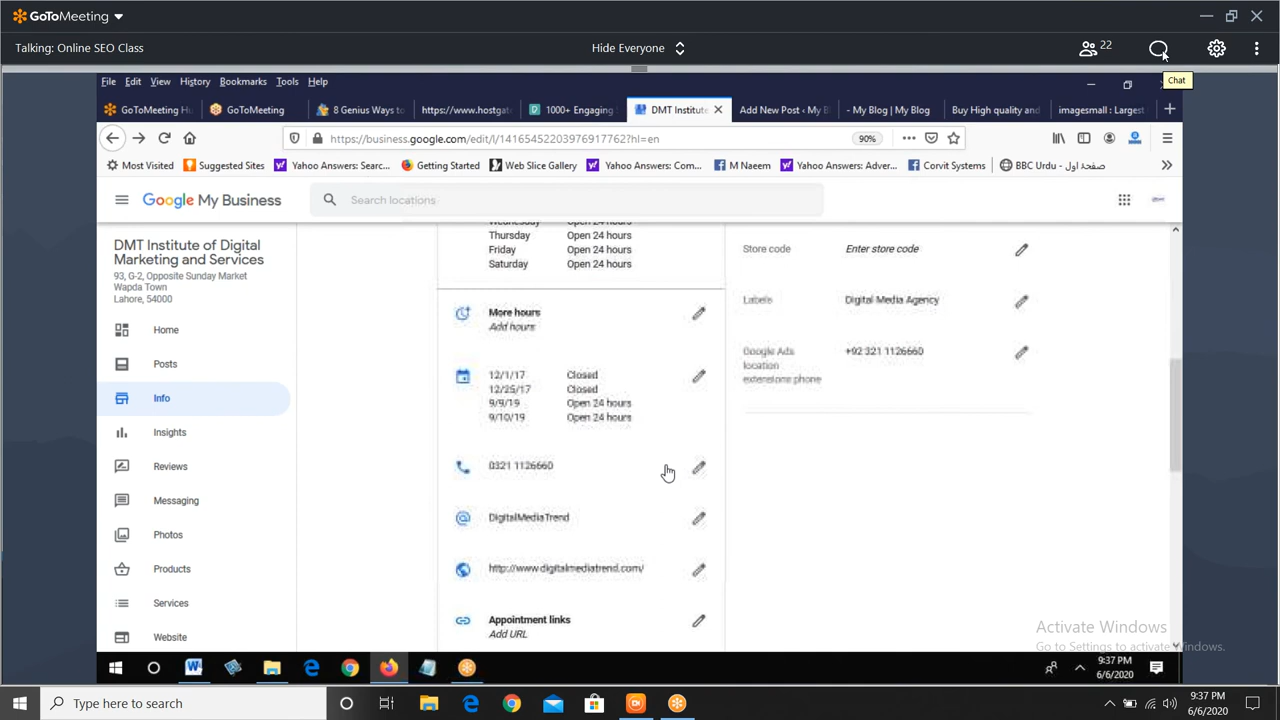 GoToMeeting
Talking: Online SEO Class
Hide Everyone
22
Chat
File Edit View History Bookmarks Tools Help
GoToMeeting Hu
GoToMeeting
8 Genius Ways to
https://www.hostgat
1000+ Engaging
DMT Institute
Add New Post ‹ My B
- My Blog | My Blog
Buy High quality and
imagesmall : Largest
https://business.google.com/edit/l/14165452203976917762?hl=en
90%
Most Visited
Suggested Sites
Yahoo Answers: Searc...
Getting Started
Web Slice Gallery
Yahoo Answers: Com...
M Naeem
Yahoo Answers: Adver...
Corvit Systems
BBC Urdu - صفحۂ اول
Google My Business
Search locations
DMT Institute of Digital
Marketing and Services
93, G-2, Opposite Sunday Market
Wapda Town
Lahore, 54000
Home
Posts
Info
Insights
Reviews
Messaging
Photos
Products
Services
Website
Wednesday Open 24 hours
Thursday Open 24 hours
Friday Open 24 hours
Saturday Open 24 hours
More hours
Add hours
12/1/17 Closed
12/25/17 Closed
9/9/19 Open 24 hours
9/10/19 Open 24 hours
0321 1126660
DigitalMediaTrend
http://www.digitalmediatrend.com/
Appointment links
Add URL
Store code Enter store code
Labels Digital Media Agency
Google Ads +92 321 1126660
location
extensions phone
Activate Windows
Go to Settings to activate Windows.
9:37 PM
6/6/2020
Type here to search
9:37 PM
6/6/2020